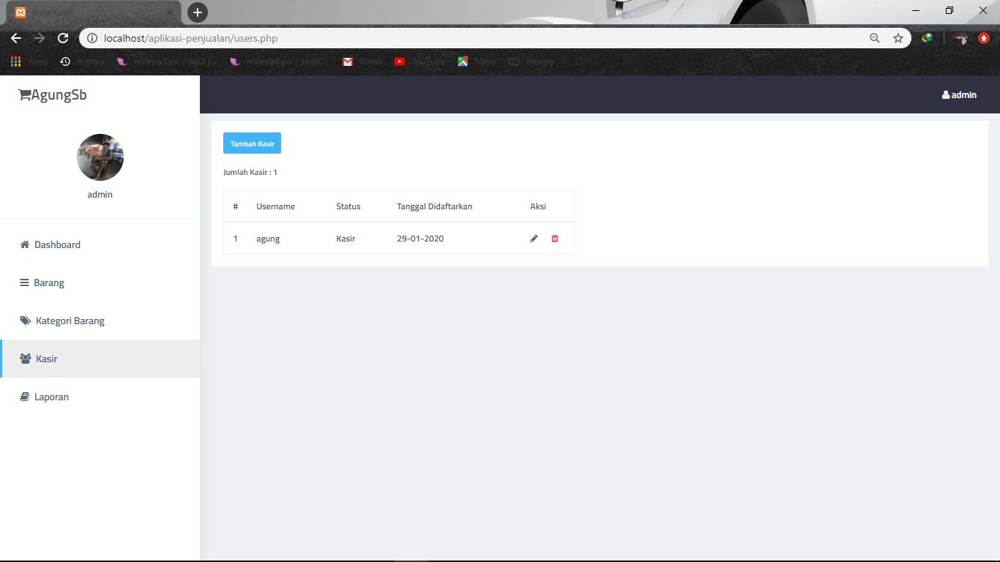 Data Kasir
localhost/aplikasi-penjualan/users.php
Apps
History
notepad.pw / sec3 |...
notepad.pw / seqtl...
Gmail
YouTube
Maps
Weebly
AgungSb
admin
admin
Dashboard
Barang
Kategori Barang
Kasir
Laporan
Tambah Kasir
Jumlah Kasir : 1
# Username Status Tanggal Didaftarkan Aksi
1 agung Kasir 29-01-2020